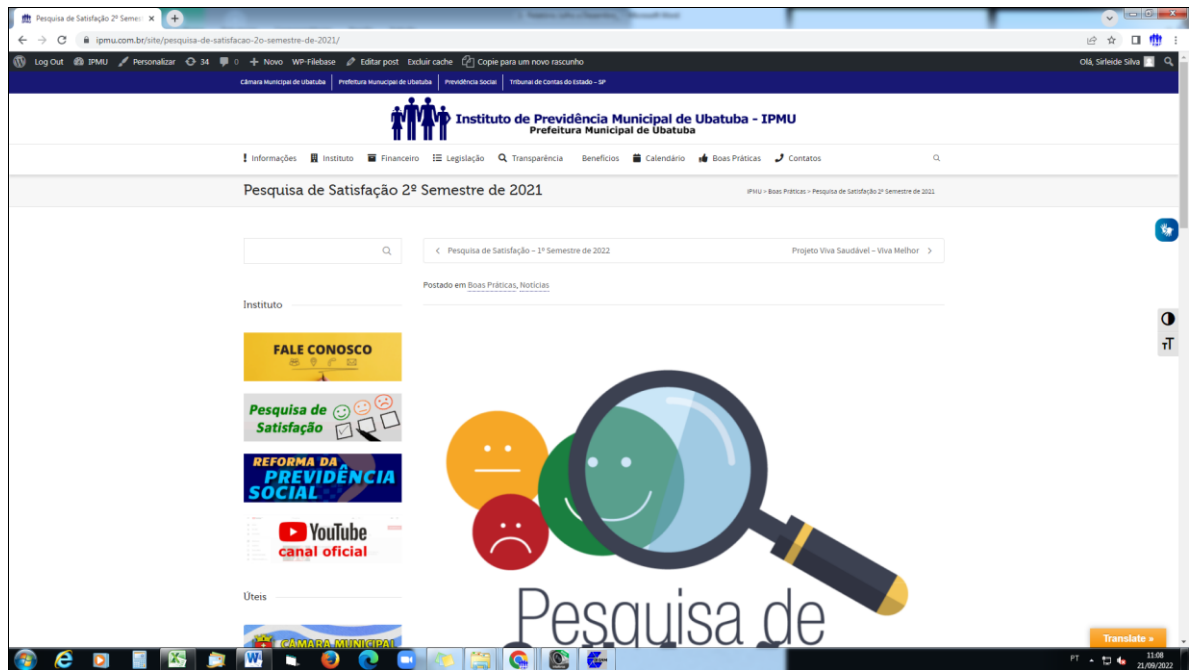 Pesquisa de Satisfação 2º Semes
ipmu.com.br/site/pesquisa-de-satisfacao-2o-semestre-de-2021/
Log Out IPMU Personalizar 34 0 Novo WP-Filebase Editar post Excluir cache Copie para um novo rascunho Olá, Sirleide Silva
Câmara Municipal de Ubatuba Prefeitura Municipal de Ubatuba Previdência Social Tribunal de Contas do Estado – SP
Instituto de Previdência Municipal de Ubatuba - IPMU
Prefeitura Municipal de Ubatuba
Informações Instituto Financeiro Legislação Transparência Benefícios Calendário Boas Práticas Contatos
Pesquisa de Satisfação 2º Semestre de 2021
IPMU > Boas Práticas > Pesquisa de Satisfação 2º Semestre de 2021
Pesquisa de Satisfação – 1º Semestre de 2022
Projeto Viva Saudável – Viva Melhor
Postado em Boas Práticas, Notícias
Instituto
FALE CONOSCO
Pesquisa de
Satisfação
REFORMA DA
PREVIDÊNCIA
SOCIAL
YouTube
canal oficial
Úteis
CÂMARA MUNICIPAL
Pesquisa de
TT
Translate »
PT
11:08
21/09/2022